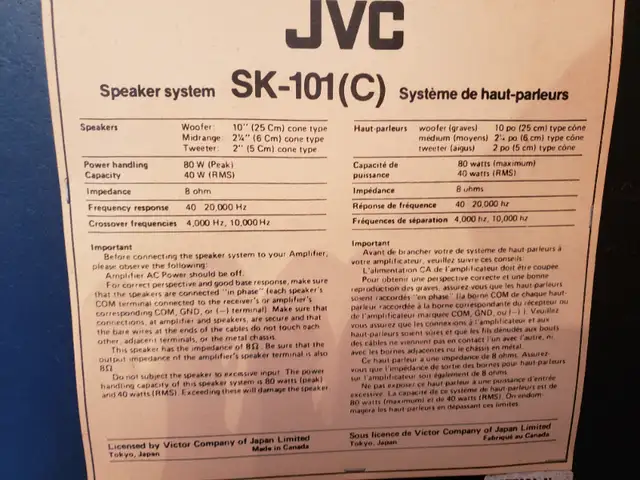 JVC
Speaker system SK-101(C) Système de haut-parleurs
Speakers Woofer: 10" (25 Cm) cone type
Midrange: 2¼" (6 Cm) cone type
Tweeter: 2" (5 Cm) cone type
Power handling 80 W (Peak)
Capacity 40 W (RMS)
Impedance 8 ohm
Frequency response 40 20,000 Hz
Crossover frequencies 4,000 Hz, 10,000 Hz
Important
Before connecting the speaker system to your Amplifier,
please observe the following:
Amplifier AC Power should be off.
For correct perspective and good base response, make sure
that the speakers are connected "in phase" (each speaker's
COM terminal connected to the receiver's or amplifier's
corresponding COM, GND, or (−) terminal). Make sure that
connections, at amplifier and speakers, are secure and that
the bare wires at the ends of the cables do not touch each
other, adjacent terminals, or the metal chassis.
This speaker has the impedance of 8Ω. Be sure that the
output impedance of the amplifier's speaker terminal is also
8Ω
Do not subject the speaker to excessive input. The power
handling capacity of this speaker system is 80 watts (peak)
and 40 watts (RMS). Exceeding these will damage the speaker
Licensed by Victor Company of Japan Limited
Tokyo, Japan Made in Canada
Haut-parleurs woofer (graves) 10 po (25 cm) type cône
médium (moyens) 2¼ po (6 cm) type cône
tweeter (aigus) 2 po (5 cm) type cône
Capacité de 80 watts (maximum)
puissance 40 watts (RMS)
Impédance 8 ohms
Réponse de fréquence 40 20,000 hz
Fréquences de séparation 4,000 hz, 10,000 hz
Important
Avant de brancher votre de système de haut-parleurs à
votre amplificateur, veuillez suivre ces conseils:
L'alimentation CA de l'amplificateur doit être coupée.
Pour obtenir une perspective correcte et une bonne
reproduction des graves, assurez-vous que les haut-parleurs
soient raccordés "en phase" (la borne COM de chaque haut-
parleur raccordée à la borne correspondante du récepteur ou
de l'amplificateur marquée COM, GND, ou (−) ). Veuillez
vous assurez que les connexions à l'amplificateur et aux
haut-parleurs soient sûres et que les fils dénudés aux bouts
des câbles ne viennent pas en contact l'un avec l'autre, ni
avec les bornes adjacentes ou le châssis en métal.
Ce haut parleur a une impédance de 8 ohms. Assurez-
vous que l'impédance de sortie des bornes pour haut-parleurs
sur l'amplificateur soit également de 8 ohms.
Ne pas exposer ce haut parleur a une puissance d'entrée
excessive. La capacité de ce système de haut-parleurs est de
80 watts (maximum) et de 40 watts (RMS). On endom-
magera les haut-parleurs en dépassant ces limites.
Sous licence de Victor Company of Japan Limited
Tokyo, Japan Fabriqué au Canada